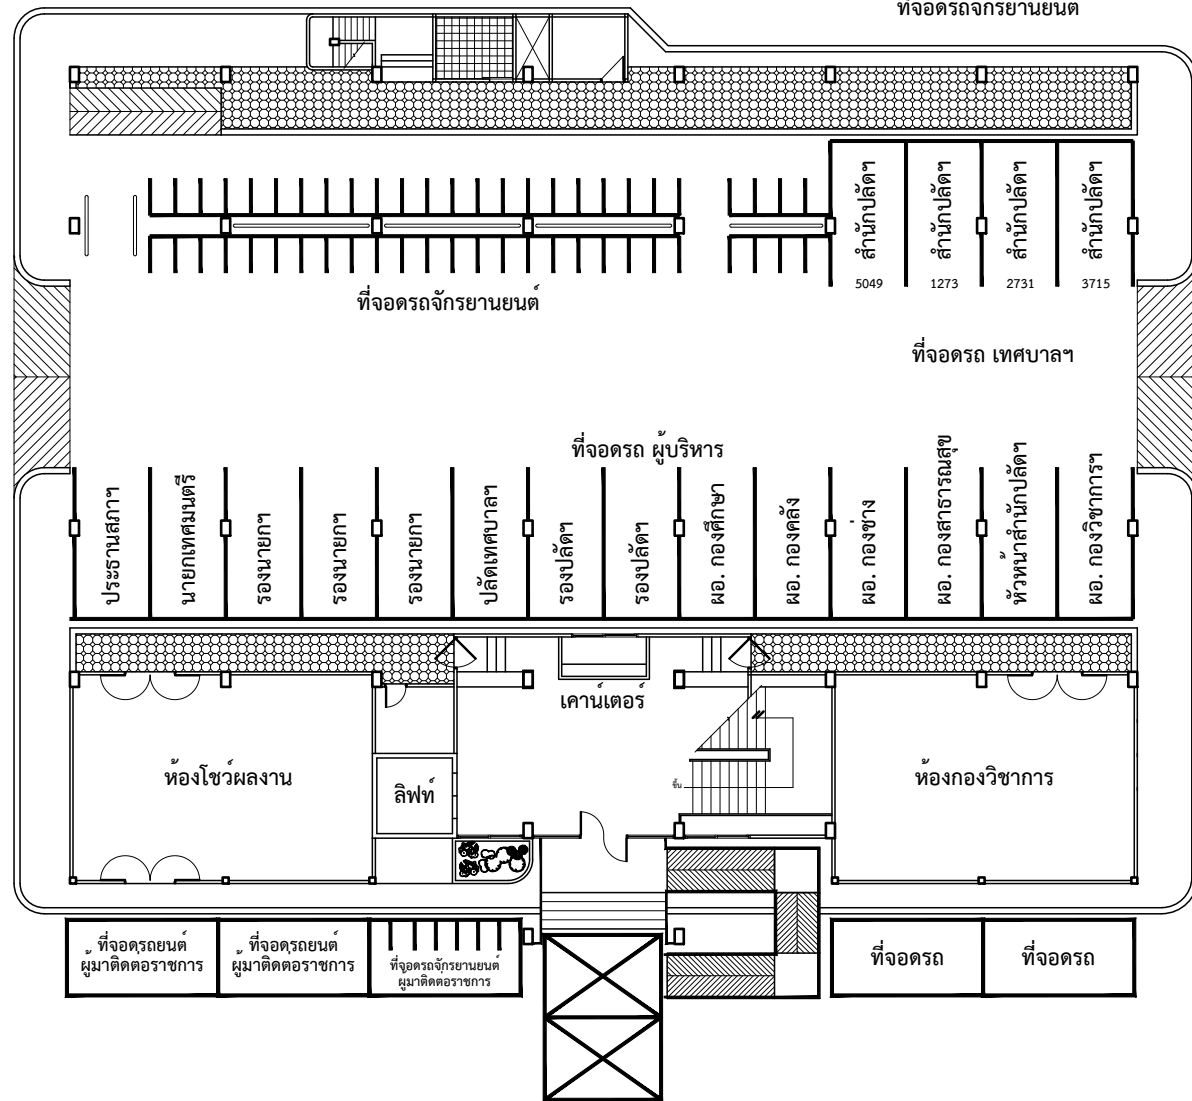 ที่จอดรถจักรยานยนต์
สำนักปลัดฯ
สำนักปลัดฯ
สำนักปลัดฯ
สำนักปลัดฯ
5049
1273
2731
3715
ที่จอดรถจักรยานยนต์
ที่จอดรถ เทศบาลฯ
ที่จอดรถ ผู้บริหาร
ประธานสภาฯ
นายกเทศมนตรี
รองนายกฯ
รองนายกฯ
รองนายกฯ
ปลัดเทศบาลฯ
รองปลัดฯ
รองปลัดฯ
ผอ. กองศึกษา
ผอ. กองคลัง
ผอ. กองช่าง
ผอ. กองสาธารณสุข
หัวหน้าสำนักปลัดฯ
ผอ. กองวิชาการฯ
เคาน์เตอร์
ห้องโชว์ผลงาน
ลิฟท์
ขึ้น
ห้องกองวิชาการ
ที่จอดรถยนต์
ผู้มาติดต่อราชการ
ที่จอดรถยนต์
ผู้มาติดต่อราชการ
ที่จอดรถจักรยานยนต์
ผู้มาติดต่อราชการ
ที่จอดรถ
ที่จอดรถ